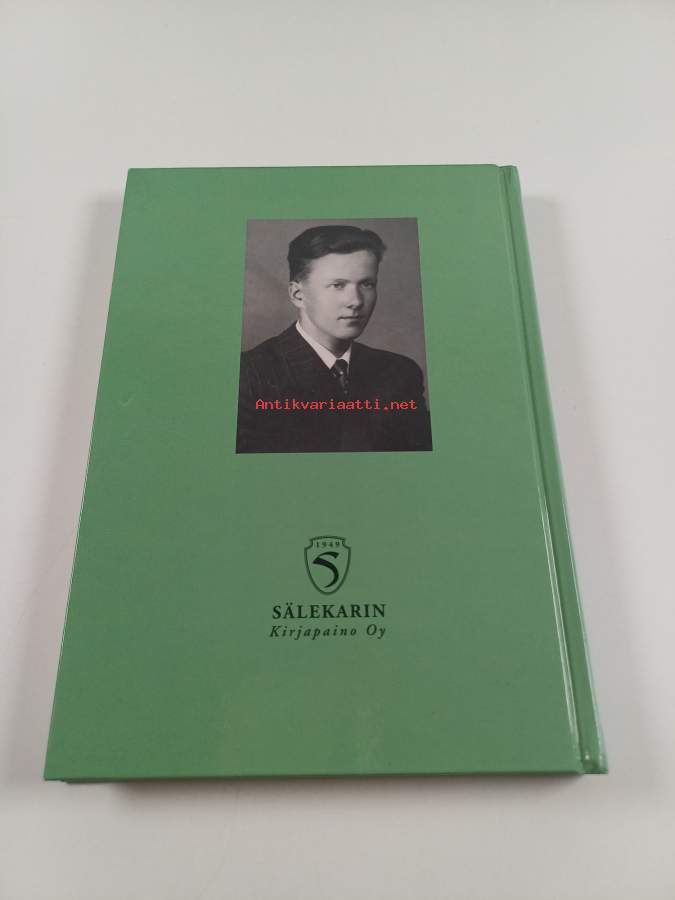 Antikvariaatti.net
1949
S
SÄLEKARIN
Kirjapaino Oy